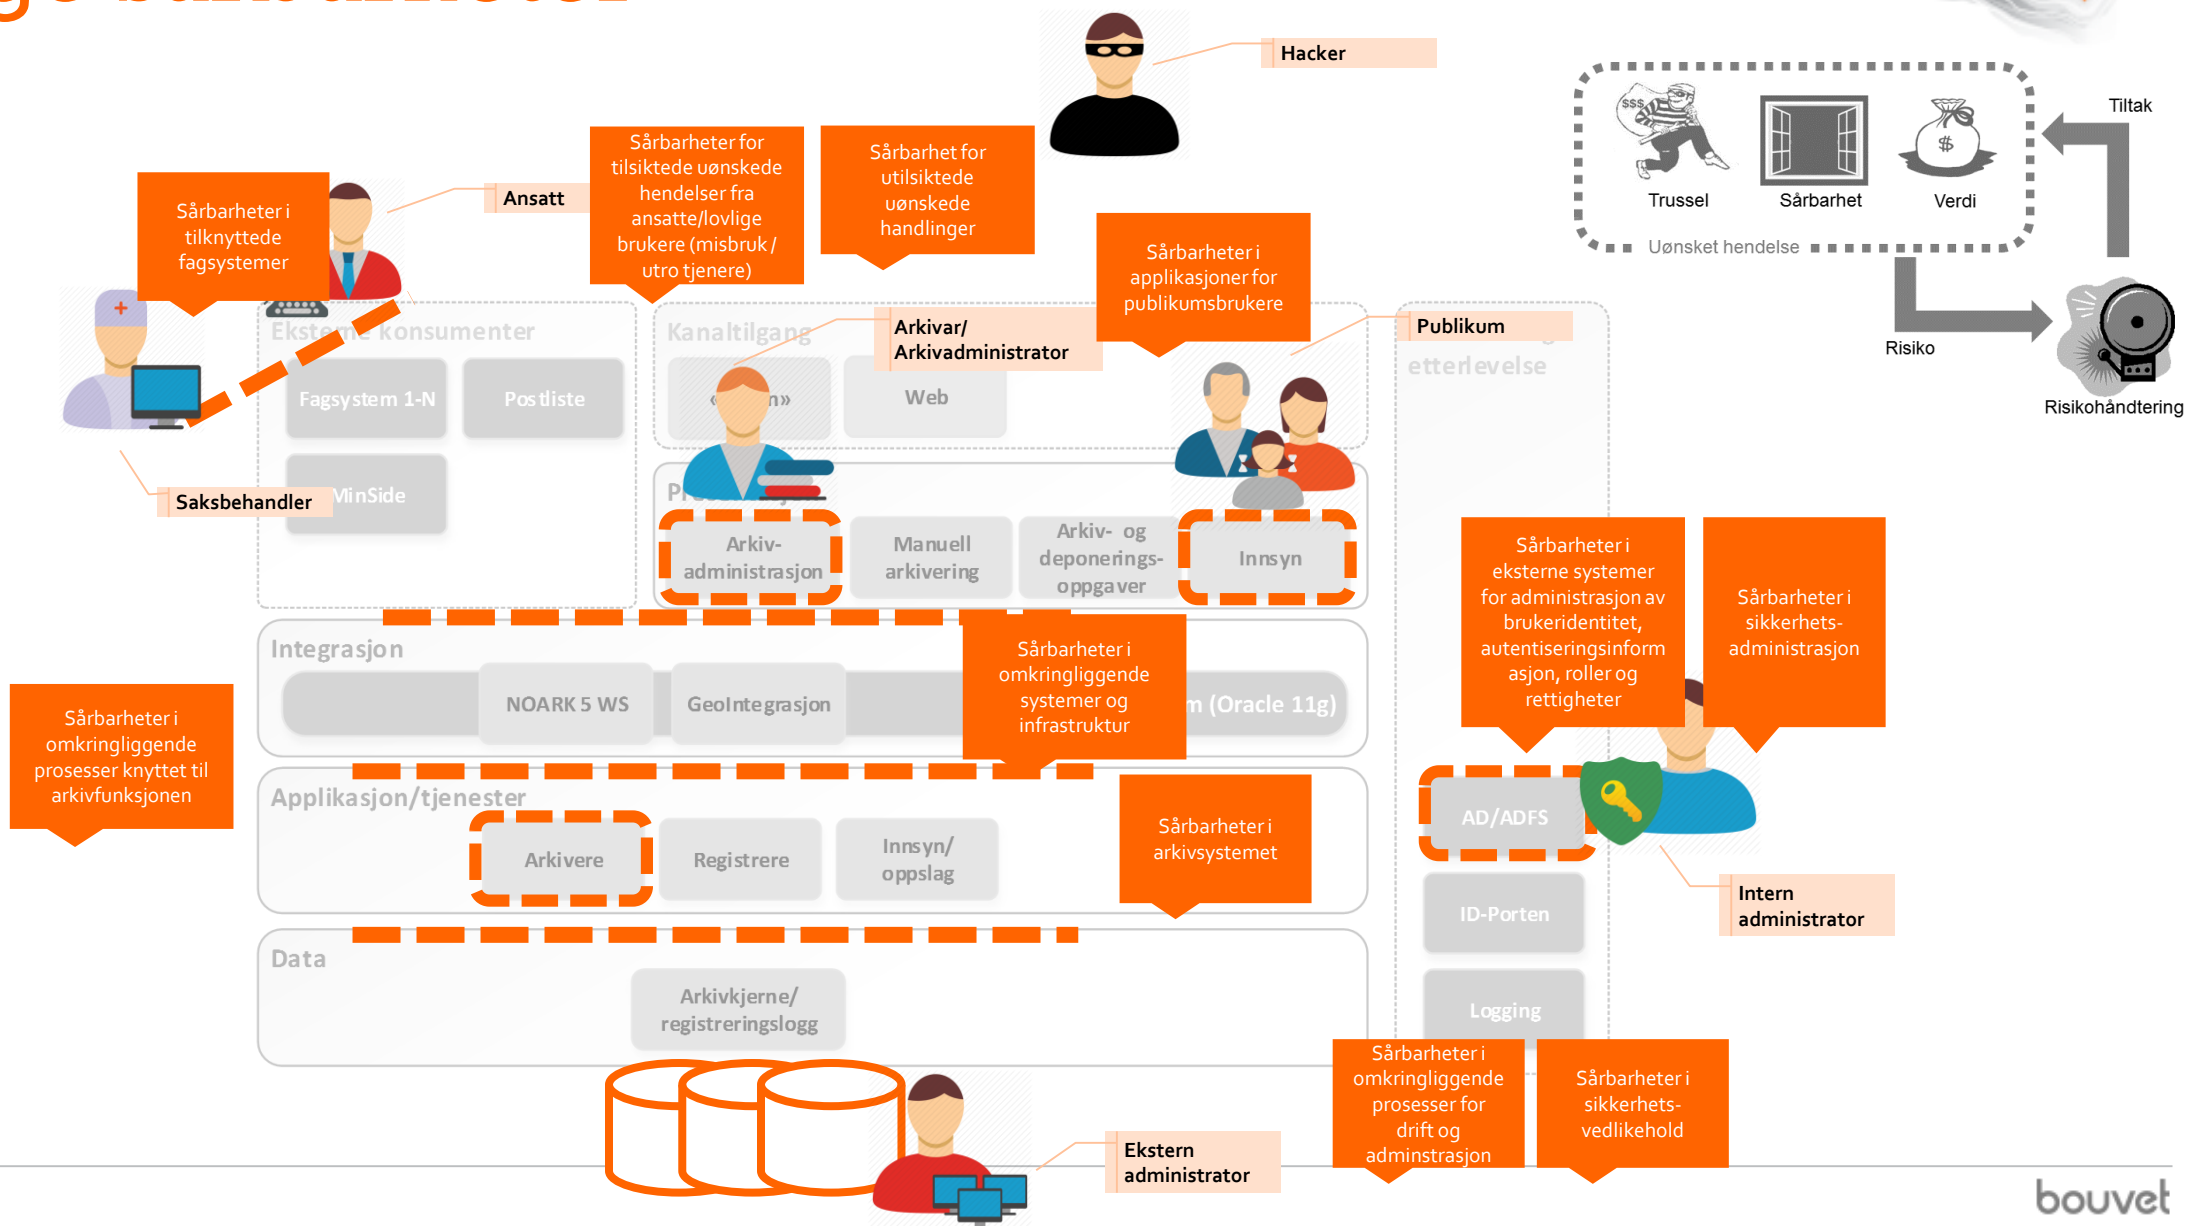 Hacker
Tiltak
$$$
$
Trussel
Sårbarhet
Verdi
Uønsket hendelse
Risiko
Risikohåndtering
Sårbarheter for
tilsiktede uønskede
hendelser fra
ansatte/lovlige
brukere (misbruk /
utro tjenere)
Sårbarhet for
utilsiktede
uønskede
handlinger
Sårbarheter i
tilknyttede
fagsystemer
Ansatt
Sårbarheter i
applikasjoner for
publikumsbrukere
Eksterne konsumenter
Fagsystem 1-N
Postliste
MinSide
Saksbehandler
Kanaltilgang
Arkivar/
Arkivadministrator
Web
Publikum
etterlevelse
Arkiv-
administrasjon
Manuell
arkivering
Arkiv- og
deponerings-
oppgaver
Innsyn
Integrasjon
NOARK 5 WS
GeoIntegrasjon
m (Oracle 11g)
Sårbarheter i
omkringliggende
systemer og
infrastruktur
Sårbarheter i
eksterne systemer
for administrasjon av
brukeridentitet,
autentiseringsinform
asjon, roller og
rettigheter
Sårbarheter i
sikkerhets-
administrasjon
Sårbarheter i
omkringliggende
prosesser knyttet til
arkivfunksjonen
Applikasjon/tjenester
Arkivere
Registrere
Innsyn/
oppslag
Sårbarheter i
arkivsystemet
AD/ADFS
ID-Porten
Logging
Intern
administrator
Data
Arkivkjerne/
registreringslogg
Sårbarheter i
omkringliggende
prosesser for
drift og
adminstrasjon
Sårbarheter i
sikkerhets-
vedlikehold
Ekstern
administrator
bouvet